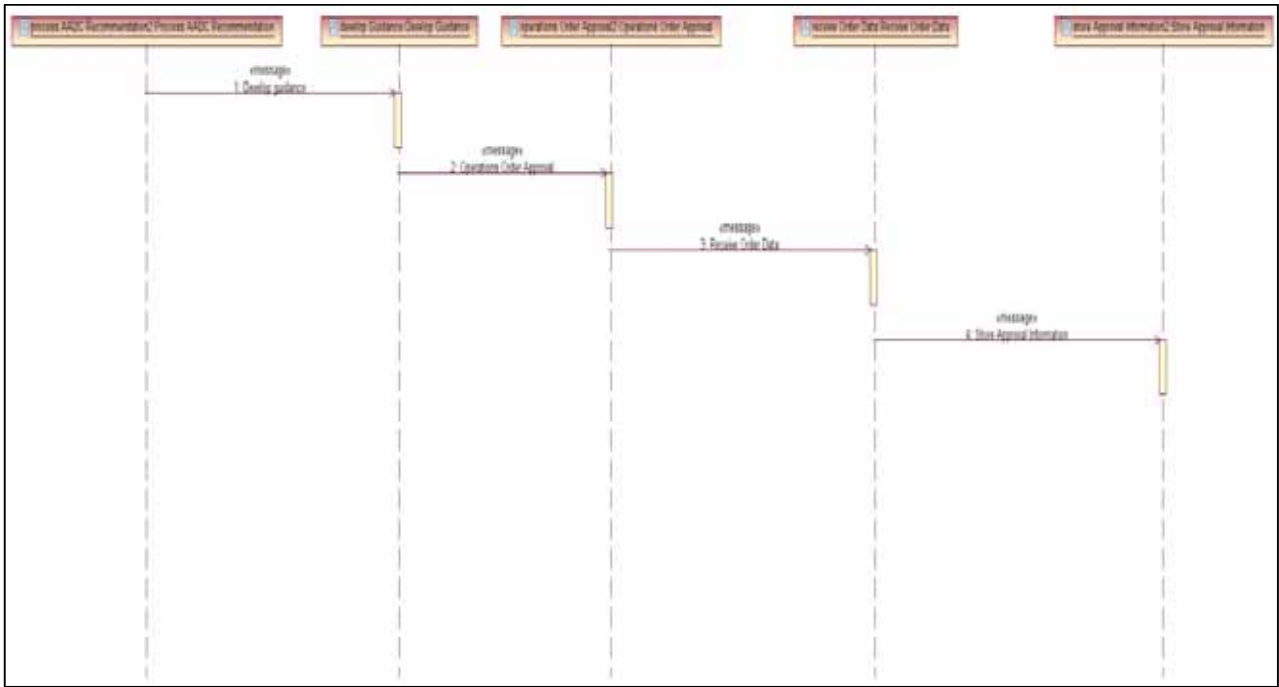 process AADC Recommendation2:Process AADC Recommendation
develop Guidance:Develop Guidance
operations Order Approval2:Operations Order Approval
receive Order Data:Receive Order Data
store Approval Information2:Store Approval Information
«message»
1: Develop guidance
«message»
2: Operations Order Approval
«message»
3: Receive Order Data
«message»
4: Store Approval Information